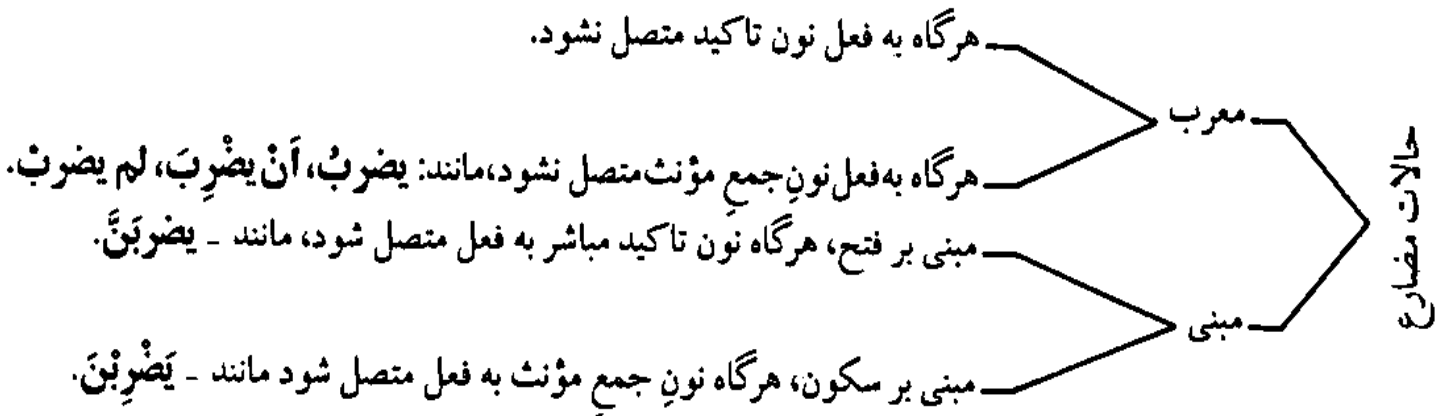 حالات مضارع
معرب
هرگاه به فعل نون تاکید متصل نشود.
هرگاه به‌فعل نونِ جمعِ مؤنث متصل نشود،مانند: یضربُ، اَنْ یضْرِبَ، لم یضربْ.
مبنی
مبنی بر فتح، هرگاه نون تاکید مباشر به فعل متصل شود، مانند ـ یضربَنَّ.
مبنی بر سکون، هرگاه نونِ جمعِ مؤنث به فعل متصل شود مانند ـ یَضْرِبْنَ.